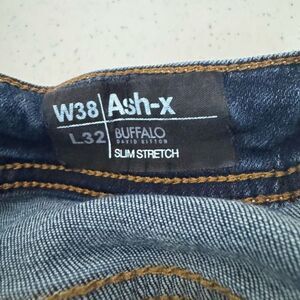 W38 Ash-x
L32 BUFFALO
DAVID BITTON
SLIM STRETCH